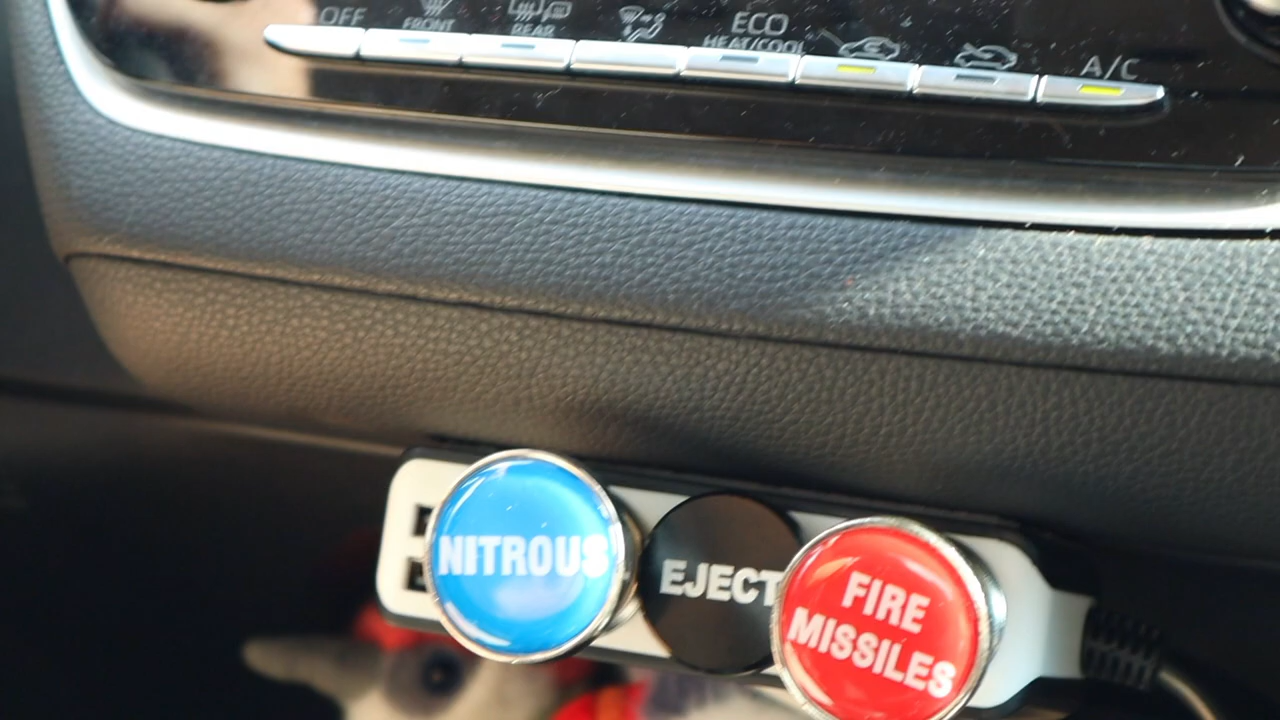 OFF
FRONT
REAR
ECO
HEAT/COOL
A/C
NITROUS
EJECT
FIRE
MISSILES